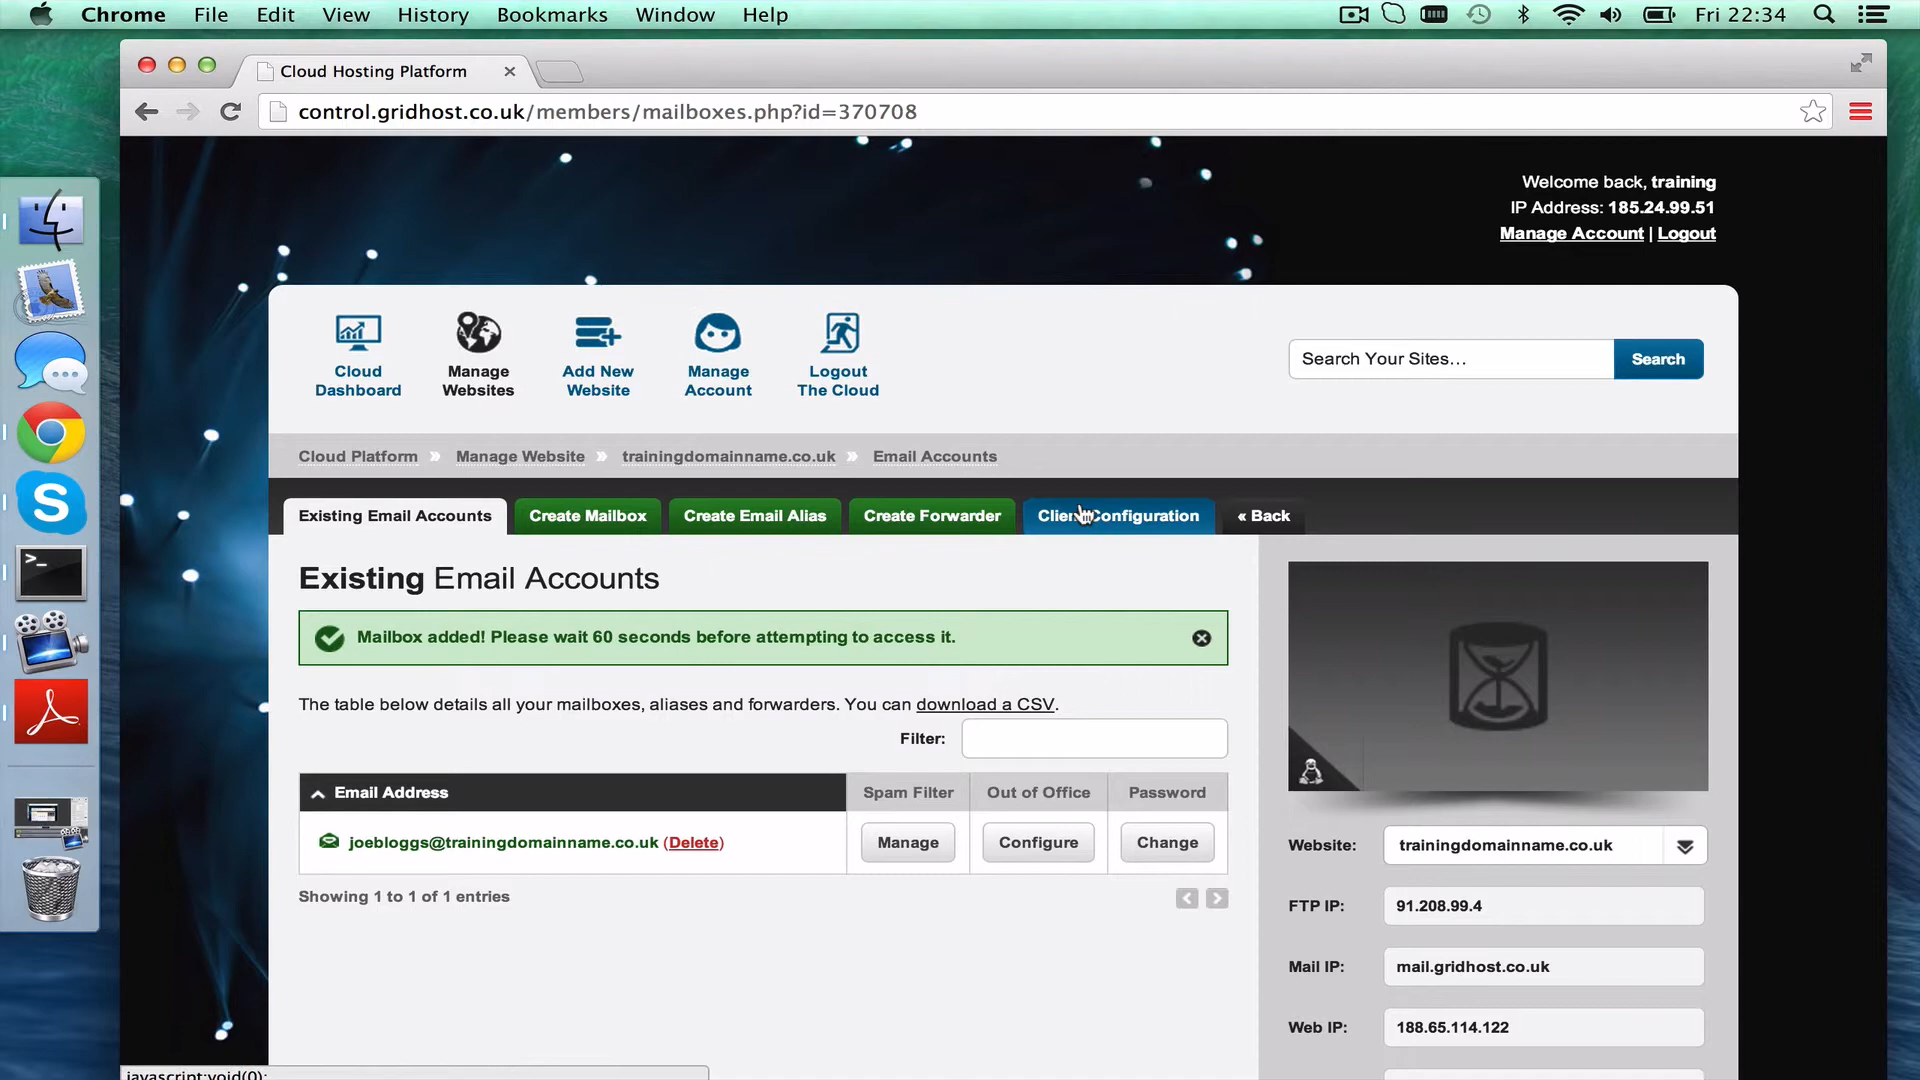 Chrome File Edit View History Bookmarks Window Help Fri 22:34
Cloud Hosting Platform
control.gridhost.co.uk/members/mailboxes.php?id=370708
Welcome back, training
IP Address: 185.24.99.51
Manage Account | Logout
Cloud Dashboard
Manage Websites
Add New Website
Manage Account
Logout The Cloud
Search Your Sites...
Search
Cloud Platform Manage Website trainingdomainname.co.uk Email Accounts
Existing Email Accounts Create Mailbox Create Email Alias Create Forwarder Client Configuration « Back
Existing Email Accounts
Mailbox added! Please wait 60 seconds before attempting to access it.
The table below details all your mailboxes, aliases and forwarders. You can download a CSV.
Filter:
Email Address Spam Filter Out of Office Password
joebloggs@trainingdomainname.co.uk (Delete) Manage Configure Change
Showing 1 to 1 of 1 entries
Website: trainingdomainname.co.uk
FTP IP: 91.208.99.4
Mail IP: mail.gridhost.co.uk
Web IP: 188.65.114.122
javascript:void(0);